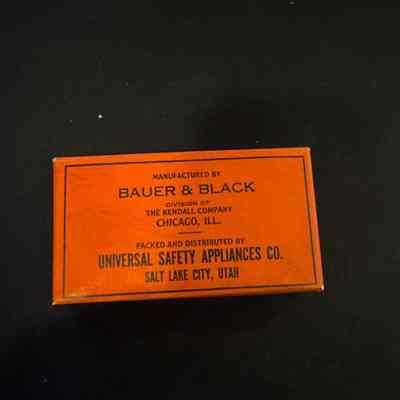 MANUFACTURED BY
BAUER & BLACK
DIVISION OF
THE KENDALL COMPANY
CHICAGO, ILL.
PACKED AND DISTRIBUTED BY
UNIVERSAL SAFETY APPLIANCES CO.
SALT LAKE CITY, UTAH